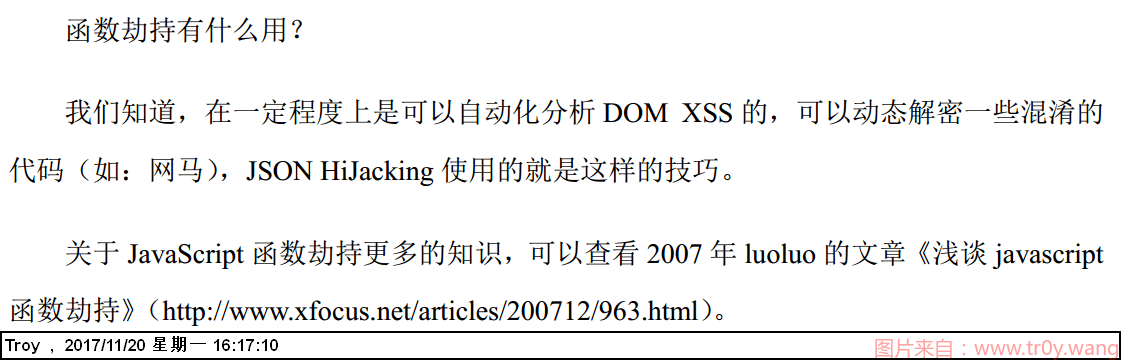 函数劫持有什么用？
我们知道，在一定程度上是可以自动化分析 DOM XSS 的，可以动态解密一些混淆的
代码（如：网马），JSON HiJacking 使用的就是这样的技巧。
关于 JavaScript 函数劫持更多的知识，可以查看 2007 年 luoluo 的文章《浅谈 javascript
函数劫持》（http://www.xfocus.net/articles/200712/963.html）。
Troy , 2017/11/20 星期一 16:17:10
图片来自：www.tr0y.wang